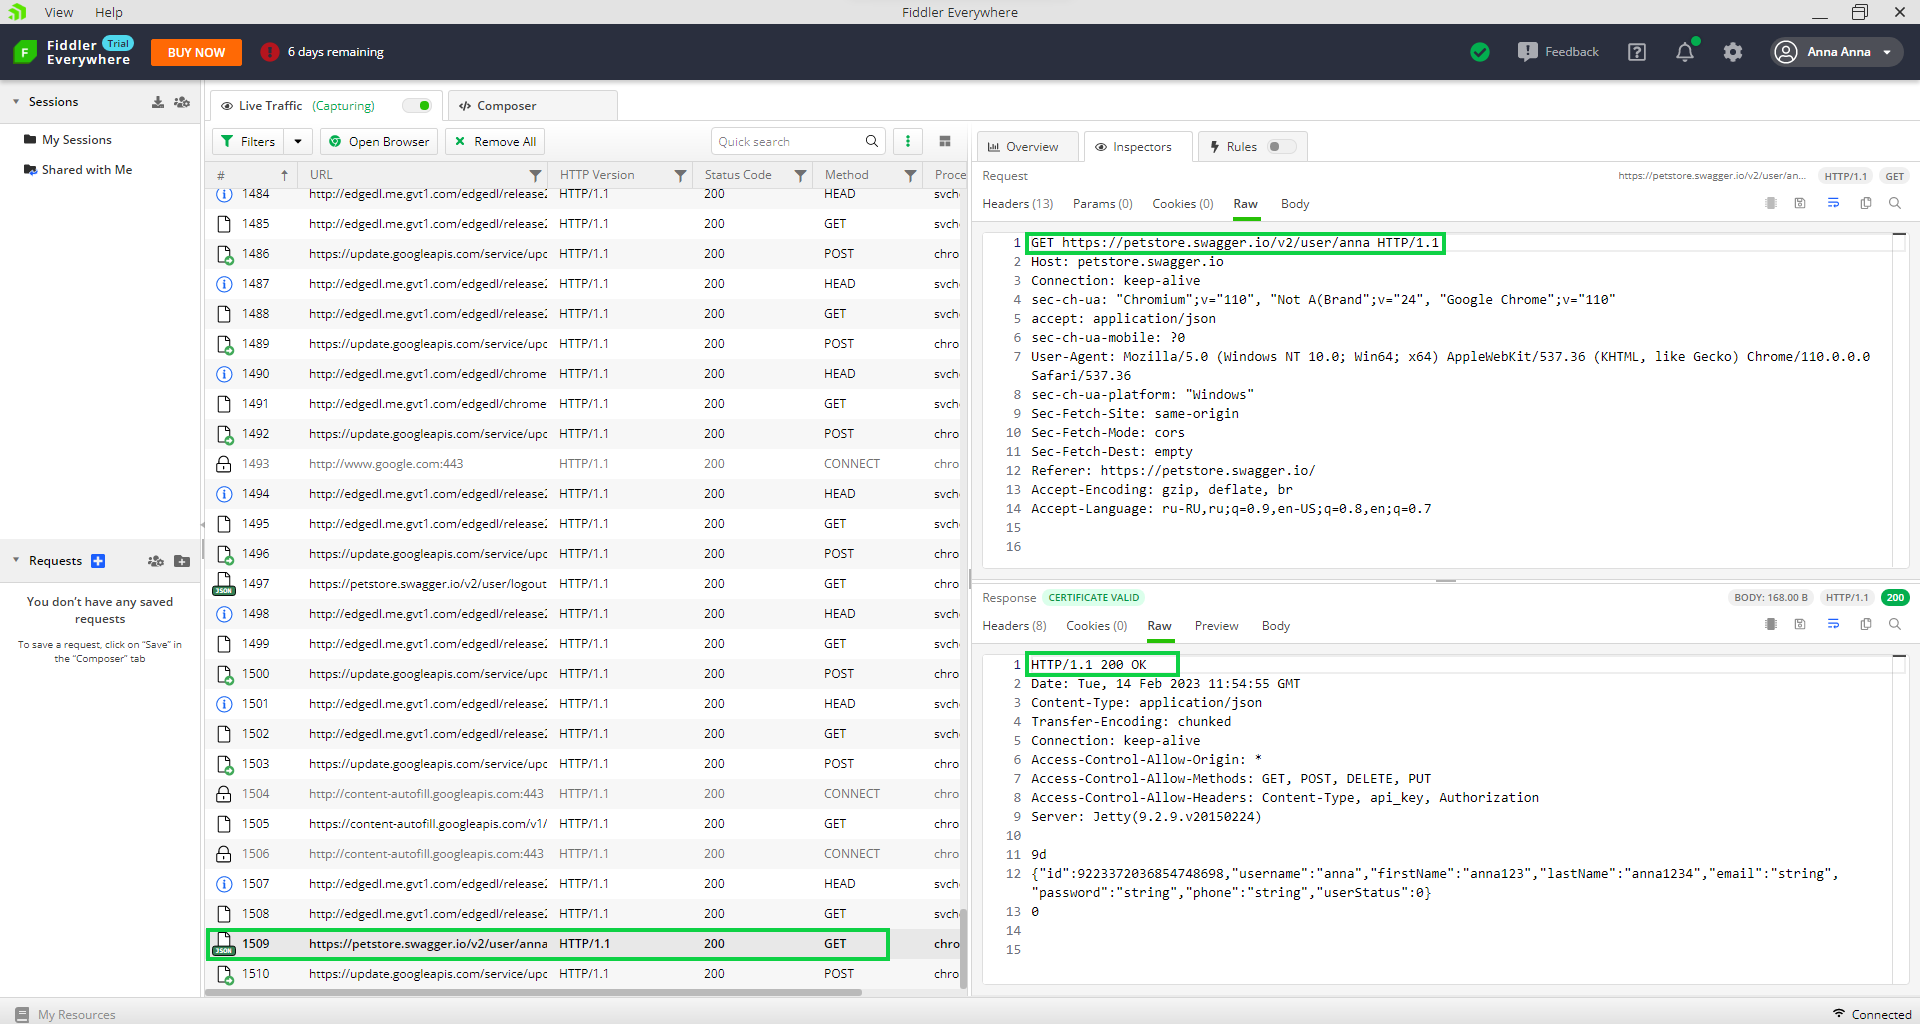 View Help Fiddler Everywhere
Fiddler Everywhere Trial BUY NOW 6 days remaining Feedback Anna Anna
Sessions
My Sessions
Shared with Me
Requests
You don't have any saved
requests
To save a request, click on "Save" in
the "Composer" tab
Live Traffic (Capturing) Composer
Filters Open Browser Remove All Quick search
# URL HTTP Version Status Code Method Proce
1484 http://edgedl.me.gvt1.com/edgedl/release2 HTTP/1.1 200 HEAD svch
1485 http://edgedl.me.gvt1.com/edgedl/release2 HTTP/1.1 200 GET svch
1486 https://update.googleapis.com/service/upd HTTP/1.1 200 POST chro
1487 http://edgedl.me.gvt1.com/edgedl/release2 HTTP/1.1 200 HEAD svch
1488 http://edgedl.me.gvt1.com/edgedl/release2 HTTP/1.1 200 GET svch
1489 https://update.googleapis.com/service/upd HTTP/1.1 200 POST chro
1490 http://edgedl.me.gvt1.com/edgedl/chrome HTTP/1.1 200 HEAD svch
1491 http://edgedl.me.gvt1.com/edgedl/chrome HTTP/1.1 200 GET svch
1492 https://update.googleapis.com/service/upd HTTP/1.1 200 POST chro
1493 http://www.google.com:443 HTTP/1.1 200 CONNECT chro
1494 http://edgedl.me.gvt1.com/edgedl/release2 HTTP/1.1 200 HEAD svch
1495 http://edgedl.me.gvt1.com/edgedl/release2 HTTP/1.1 200 GET svch
1496 https://update.googleapis.com/service/upd HTTP/1.1 200 POST chro
JSON 1497 https://petstore.swagger.io/v2/user/logout HTTP/1.1 200 GET chro
1498 http://edgedl.me.gvt1.com/edgedl/release2 HTTP/1.1 200 HEAD svch
1499 http://edgedl.me.gvt1.com/edgedl/release2 HTTP/1.1 200 GET svch
1500 https://update.googleapis.com/service/upd HTTP/1.1 200 POST chro
1501 http://edgedl.me.gvt1.com/edgedl/release2 HTTP/1.1 200 HEAD svch
1502 http://edgedl.me.gvt1.com/edgedl/release2 HTTP/1.1 200 GET svch
1503 https://update.googleapis.com/service/upd HTTP/1.1 200 POST chro
1504 http://content-autofill.googleapis.com:443 HTTP/1.1 200 CONNECT chro
1505 https://content-autofill.googleapis.com/v1/ HTTP/1.1 200 GET chro
1506 http://content-autofill.googleapis.com:443 HTTP/1.1 200 CONNECT chro
1507 http://edgedl.me.gvt1.com/edgedl/release2 HTTP/1.1 200 HEAD svch
1508 http://edgedl.me.gvt1.com/edgedl/release2 HTTP/1.1 200 GET svch
JSON 1509 https://petstore.swagger.io/v2/user/anna HTTP/1.1 200 GET chro
1510 https://update.googleapis.com/service/upd HTTP/1.1 200 POST chro
Overview Inspectors Rules
Request https://petstore.swagger.io/v2/user/an... HTTP/1.1 GET
Headers (13) Params (0) Cookies (0) Raw Body
1 GET https://petstore.swagger.io/v2/user/anna HTTP/1.1
2 Host: petstore.swagger.io
3 Connection: keep-alive
4 sec-ch-ua: "Chromium";v="110", "Not A(Brand";v="24", "Google Chrome";v="110"
5 accept: application/json
6 sec-ch-ua-mobile: ?0
7 User-Agent: Mozilla/5.0 (Windows NT 10.0; Win64; x64) AppleWebKit/537.36 (KHTML, like Gecko) Chrome/110.0.0.0
Safari/537.36
8 sec-ch-ua-platform: "Windows"
9 Sec-Fetch-Site: same-origin
10 Sec-Fetch-Mode: cors
11 Sec-Fetch-Dest: empty
12 Referer: https://petstore.swagger.io/
13 Accept-Encoding: gzip, deflate, br
14 Accept-Language: ru-RU,ru;q=0.9,en-US;q=0.8,en;q=0.7
15
16
Response CERTIFICATE VALID BODY: 168.00 B HTTP/1.1 200
Headers (8) Cookies (0) Raw Preview Body
1 HTTP/1.1 200 OK
2 Date: Tue, 14 Feb 2023 11:54:55 GMT
3 Content-Type: application/json
4 Transfer-Encoding: chunked
5 Connection: keep-alive
6 Access-Control-Allow-Origin: *
7 Access-Control-Allow-Methods: GET, POST, DELETE, PUT
8 Access-Control-Allow-Headers: Content-Type, api_key, Authorization
9 Server: Jetty(9.2.9.v20150224)
10
11 9d
12 {"id":9223372036854748698,"username":"anna","firstName":"anna123","lastName":"anna1234","email":"string",
"password":"string","phone":"string","userStatus":0}
13 0
14
15
My Resources Connected